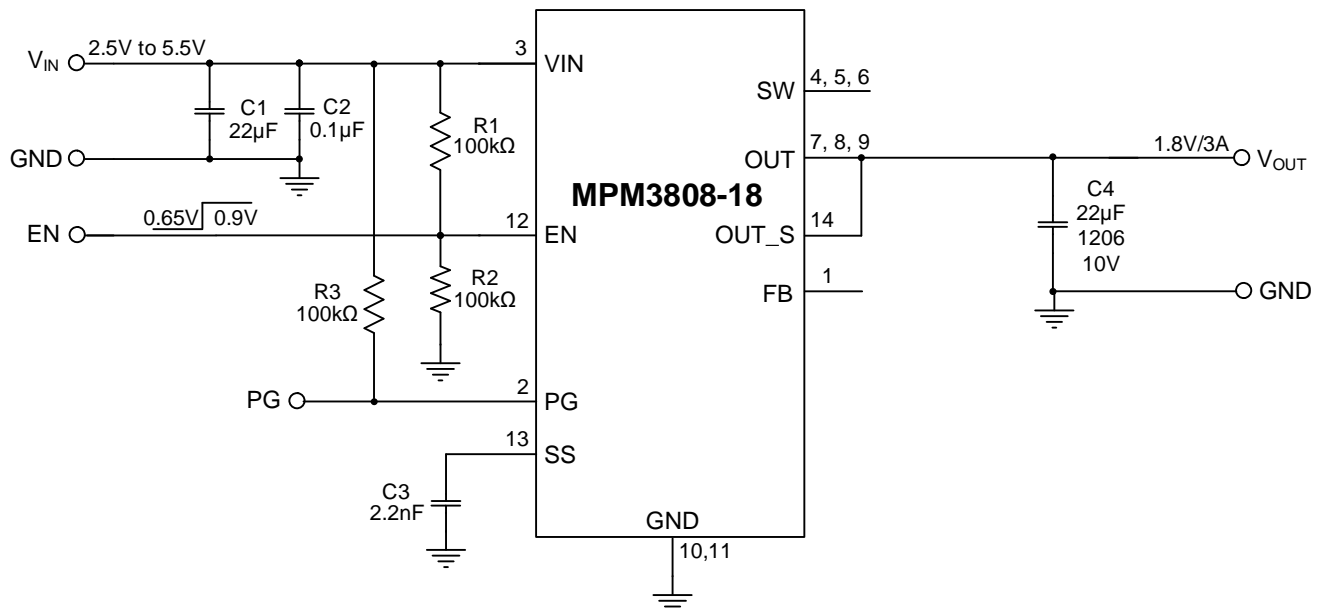 VIN 2.5V to 5.5V
3
VIN
C1
22µF
C2
0.1µF
R1
100kΩ
GND
SW
4, 5, 6
OUT
7, 8, 9
1.8V/3A
VOUT
MPM3808-18
EN
0.65V 0.9V
12
EN
OUT_S
14
C4
22µF
1206
10V
R3
100kΩ
R2
100kΩ
FB
1
GND
PG
2
PG
13
SS
C3
2.2nF
GND
10,11